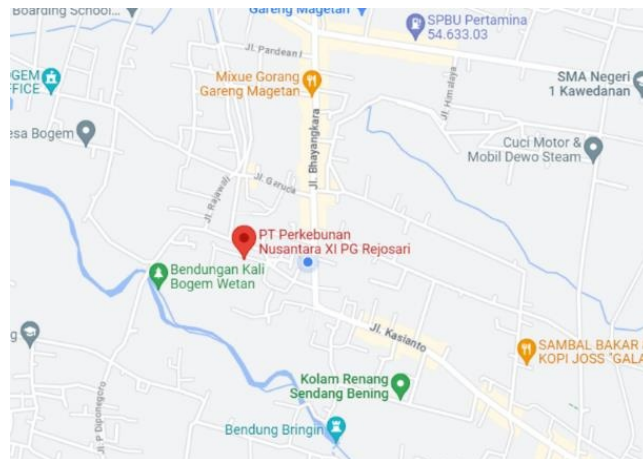 Boarding School...
Gareng Magetan
SPBU Pertamina
54.633.03
Jl. Pardean I
Mixue Gorang
Gareng Magetan
Jl. Himalaya
SMA Negeri
1 Kawedanan
OGEM
FFICE
esa Bogem
Jl. Bhayangkara
Cuci Motor &
Mobil Dewo Steam
Jl. Garuda
Jl. Rajawali
PT Perkebunan
Nusantara XI PG Rejosari
Bendungan Kali
Bogem Wetan
Jl. Kasianto
SAMBAL BAKAR
KOPI JOSS "GALA
Kolam Renang
Sendang Bening
Jl. P Diponegoro
Bendung Bringin